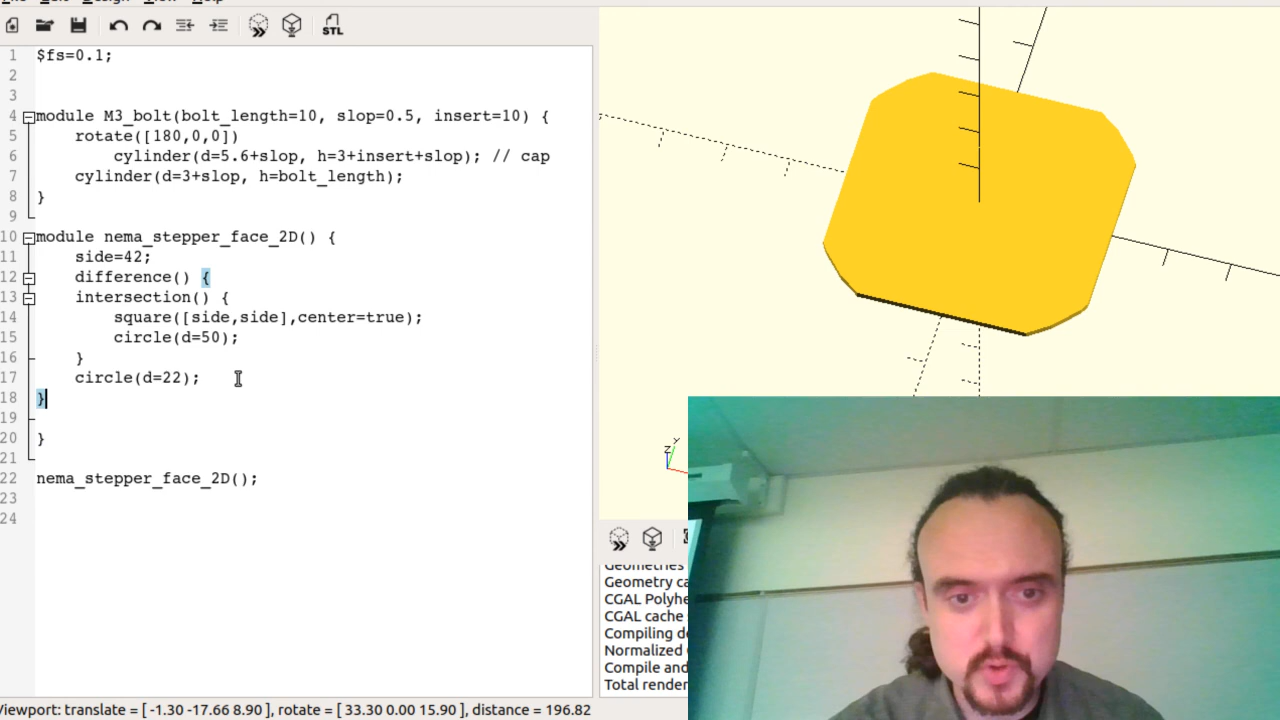 STL
1 $fs=0.1;
2
3
4 module M3_bolt(bolt_length=10, slop=0.5, insert=10) {
5 rotate([180,0,0])
6 cylinder(d=5.6+slop, h=3+insert+slop); // cap
7 cylinder(d=3+slop, h=bolt_length);
8 }
9
10 module nema_stepper_face_2D() {
11 side=42;
12 difference() {
13 intersection() {
14 square([side,side],center=true);
15 circle(d=50);
16 }
17 circle(d=22);
18 }
19
20 }
21
22 nema_stepper_face_2D();
23
24
Y
Z
Geometries
Geometry ca
CGAL Polyhe
CGAL cache
Compiling de
Normalized
Compile and
Total render
Viewport: translate = [ -1.30 -17.66 8.90 ], rotate = [ 33.30 0.00 15.90 ], distance = 196.82